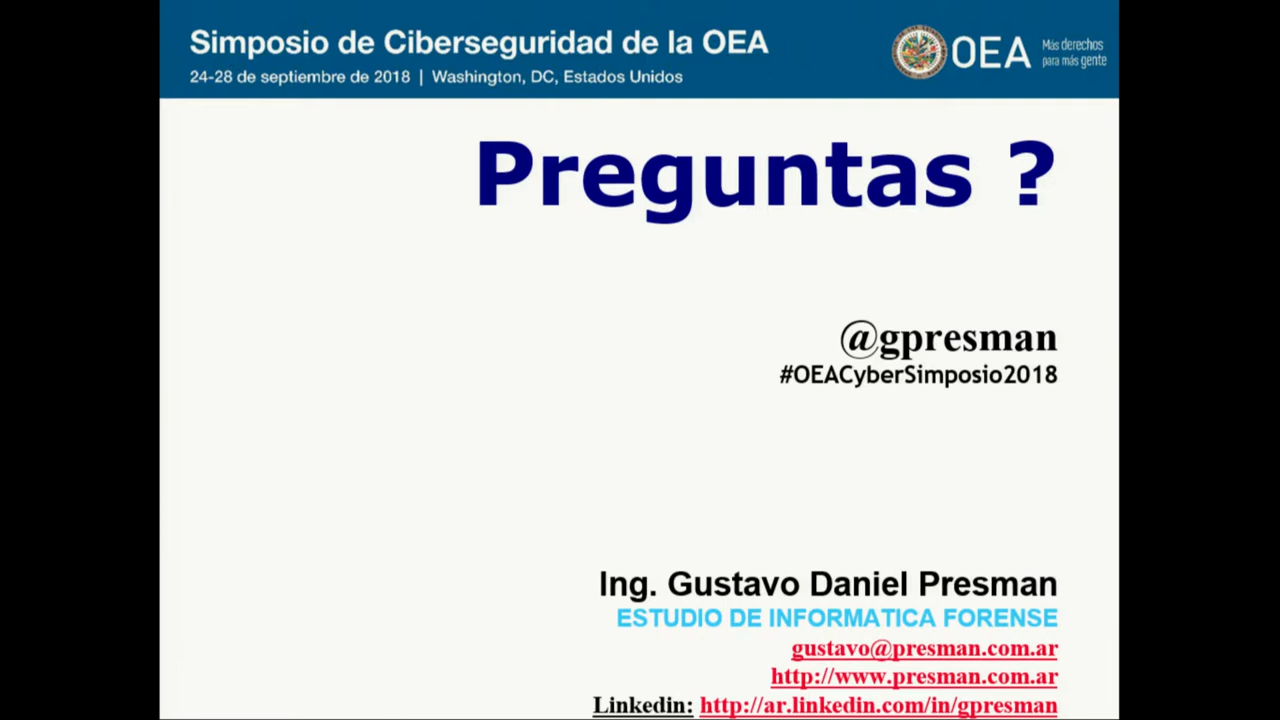 Simposio de Ciberseguridad de la OEA
24-28 de septiembre de 2018 | Washington, DC, Estados Unidos
OEA
Más derechos
para más gente
Preguntas ?
@gpresman
#OEACyberSimposio2018
Ing. Gustavo Daniel Presman
ESTUDIO DE INFORMATICA FORENSE
gustavo@presman.com.ar
http://www.presman.com.ar
Linkedin: http://ar.linkedin.com/in/gpresman